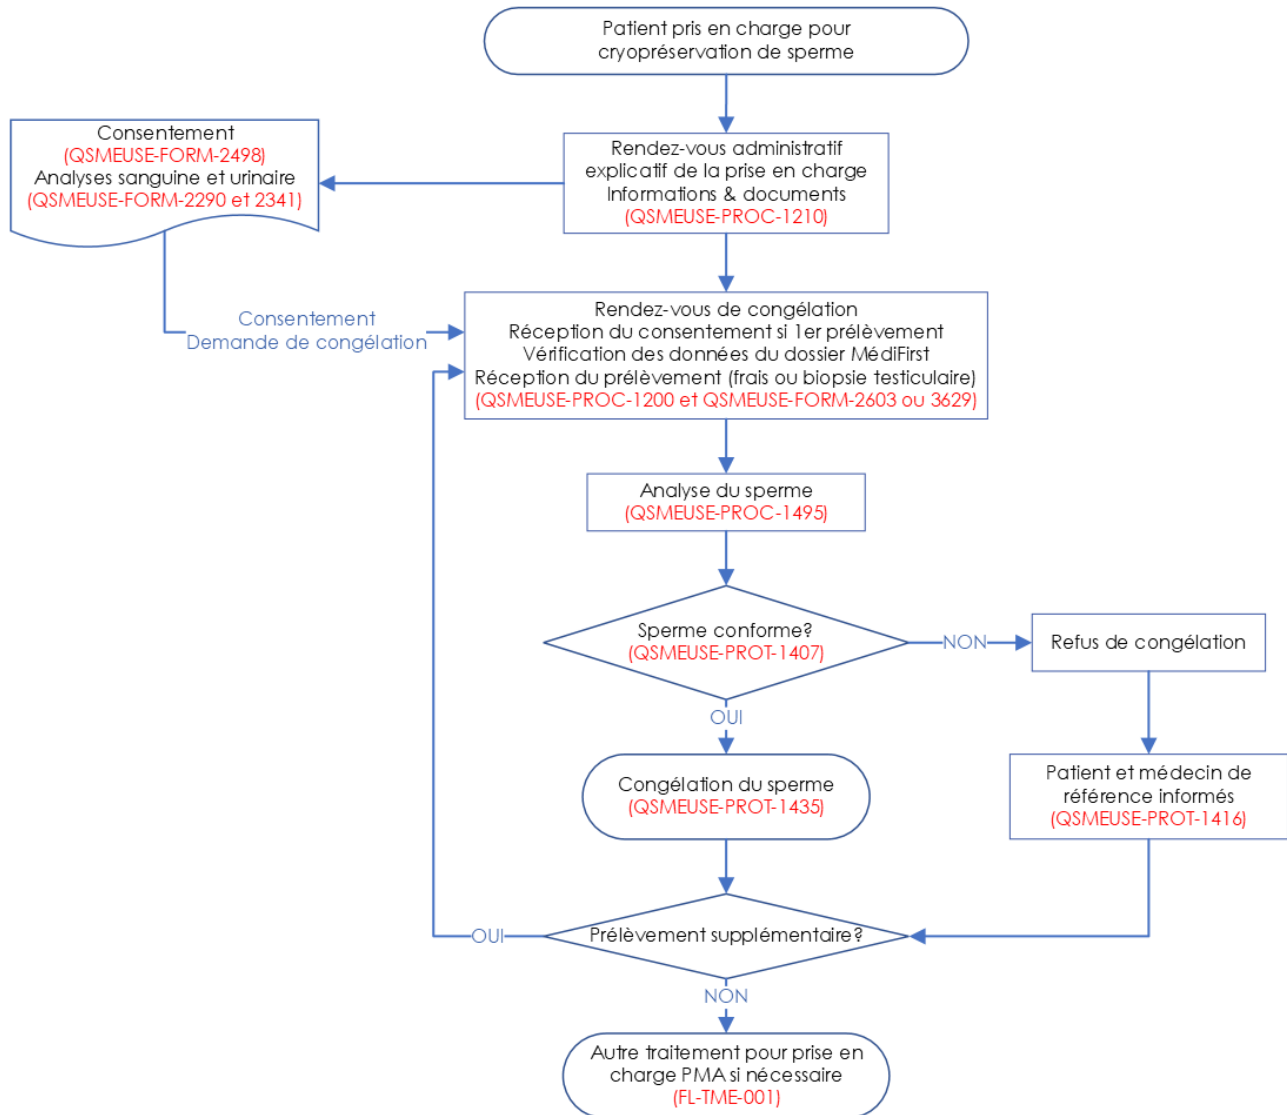 Patient pris en charge pour
cryopréservation de sperme
Consentement
(QSMEUSE-FORM-2498)
Analyses sanguine et urinaire
(QSMEUSE-FORM-2290 et 2341)
Rendez-vous administratif
explicatif de la prise en charge
Informations & documents
(QSMEUSE-PROC-1210)
Consentement
Demande de congélation
Rendez-vous de congélation
Réception du consentement si 1er prélèvement
Vérification des données du dossier MédiFirst
Réception du prélèvement (frais ou biopsie testiculaire)
(QSMEUSE-PROC-1200 et QSMEUSE-FORM-2603 ou 3629)
Analyse du sperme
(QSMEUSE-PROC-1495)
Sperme conforme?
(QSMEUSE-PROT-1407)
NON
Refus de congélation
OUI
Congélation du sperme
(QSMEUSE-PROT-1435)
Patient et médecin de
référence informés
(QSMEUSE-PROT-1416)
OUI
Prélèvement supplémentaire?
NON
Autre traitement pour prise en
charge PMA si nécessaire
(FL-TME-001)